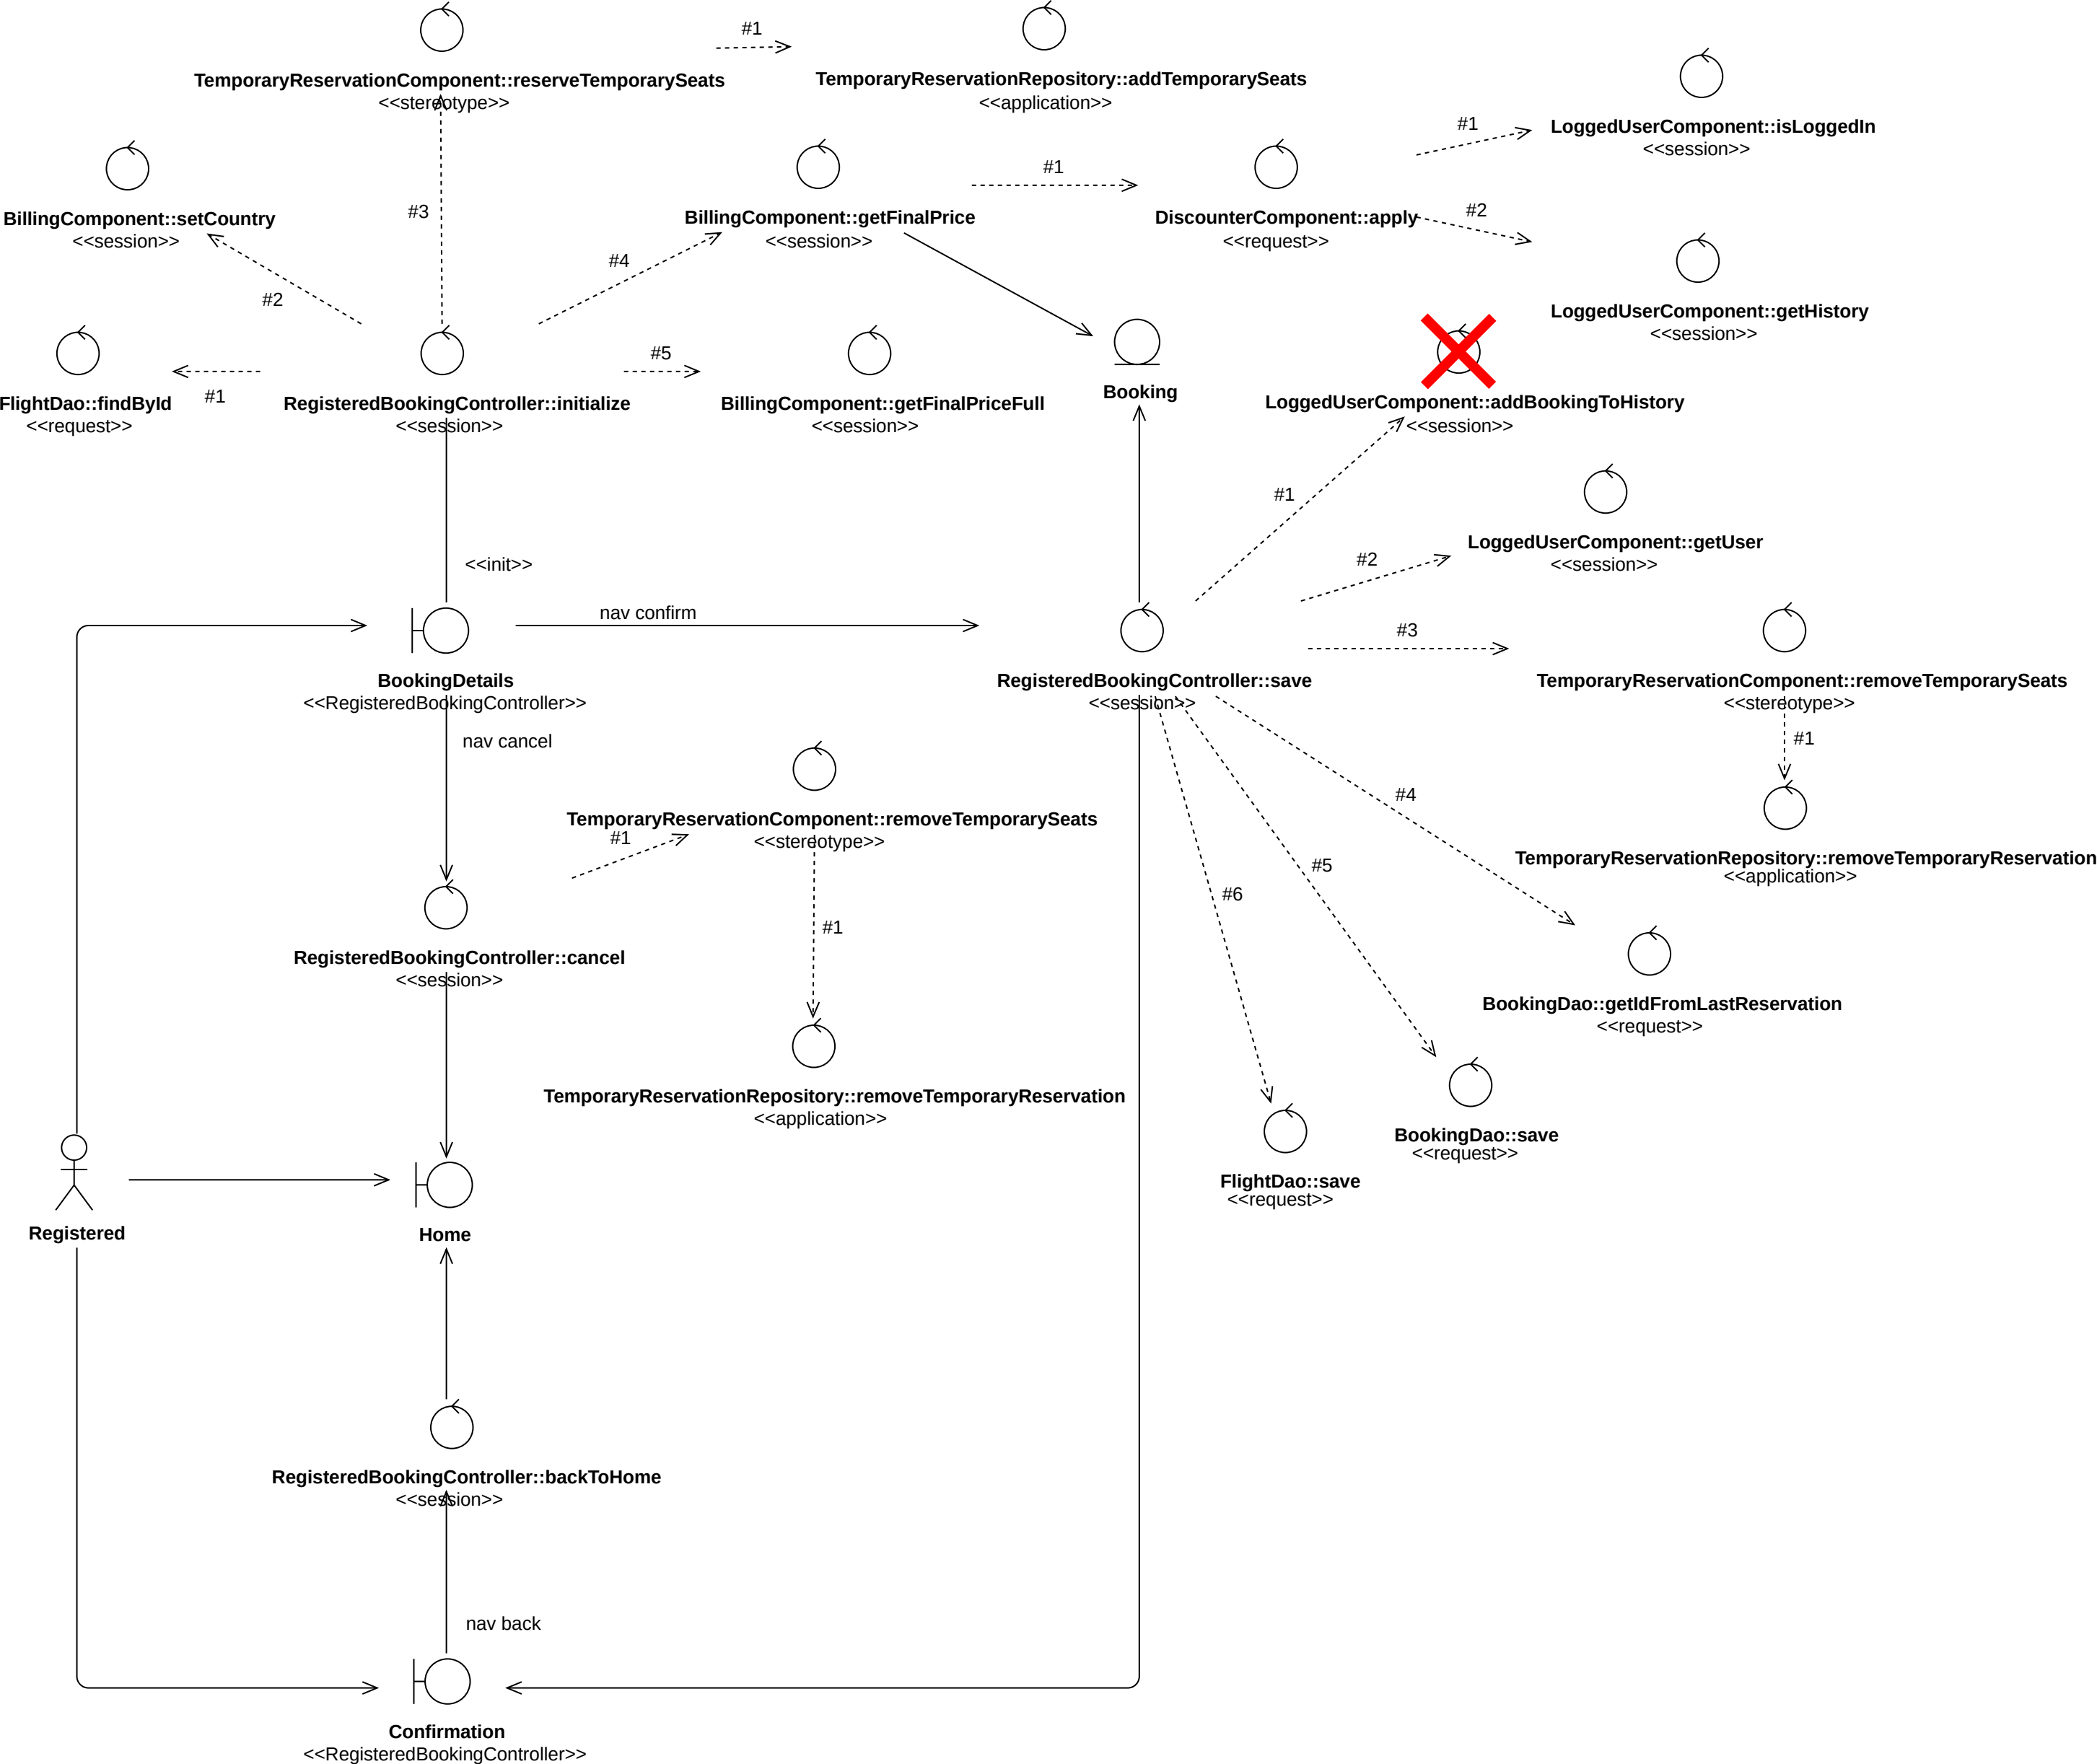 #1
TemporaryReservationComponent::reserveTemporarySeats
<<stereotype>>
TemporaryReservationRepository::addTemporarySeats
<<application>>
#1
LoggedUserComponent::isLoggedIn
<<session>>
#1
BillingComponent::setCountry
<<session>>
#3
BillingComponent::getFinalPrice
<<session>>
DiscounterComponent::apply
<<request>>
#2
#4
#2
LoggedUserComponent::getHistory
<<session>>
#5
#1
FlightDao::findById
<<request>>
RegisteredBookingController::initialize
<<session>>
BillingComponent::getFinalPriceFull
<<session>>
Booking
LoggedUserComponent::addBookingToHistory
<<session>>
#1
LoggedUserComponent::getUser
<<session>>
#2
<<init>>
nav confirm
#3
BookingDetails
<<RegisteredBookingController>>
RegisteredBookingController::save
<<session>>
TemporaryReservationComponent::removeTemporarySeats
<<stereotype>>
nav cancel
#1
#4
TemporaryReservationComponent::removeTemporarySeats
<<stereotype>>
#1
#5
TemporaryReservationRepository::removeTemporaryReservation
<<application>>
#6
#1
RegisteredBookingController::cancel
<<session>>
BookingDao::getIdFromLastReservation
<<request>>
TemporaryReservationRepository::removeTemporaryReservation
<<application>>
BookingDao::save
<<request>>
FlightDao::save
<<request>>
Registered
Home
RegisteredBookingController::backToHome
<<session>>
nav back
Confirmation
<<RegisteredBookingController>>